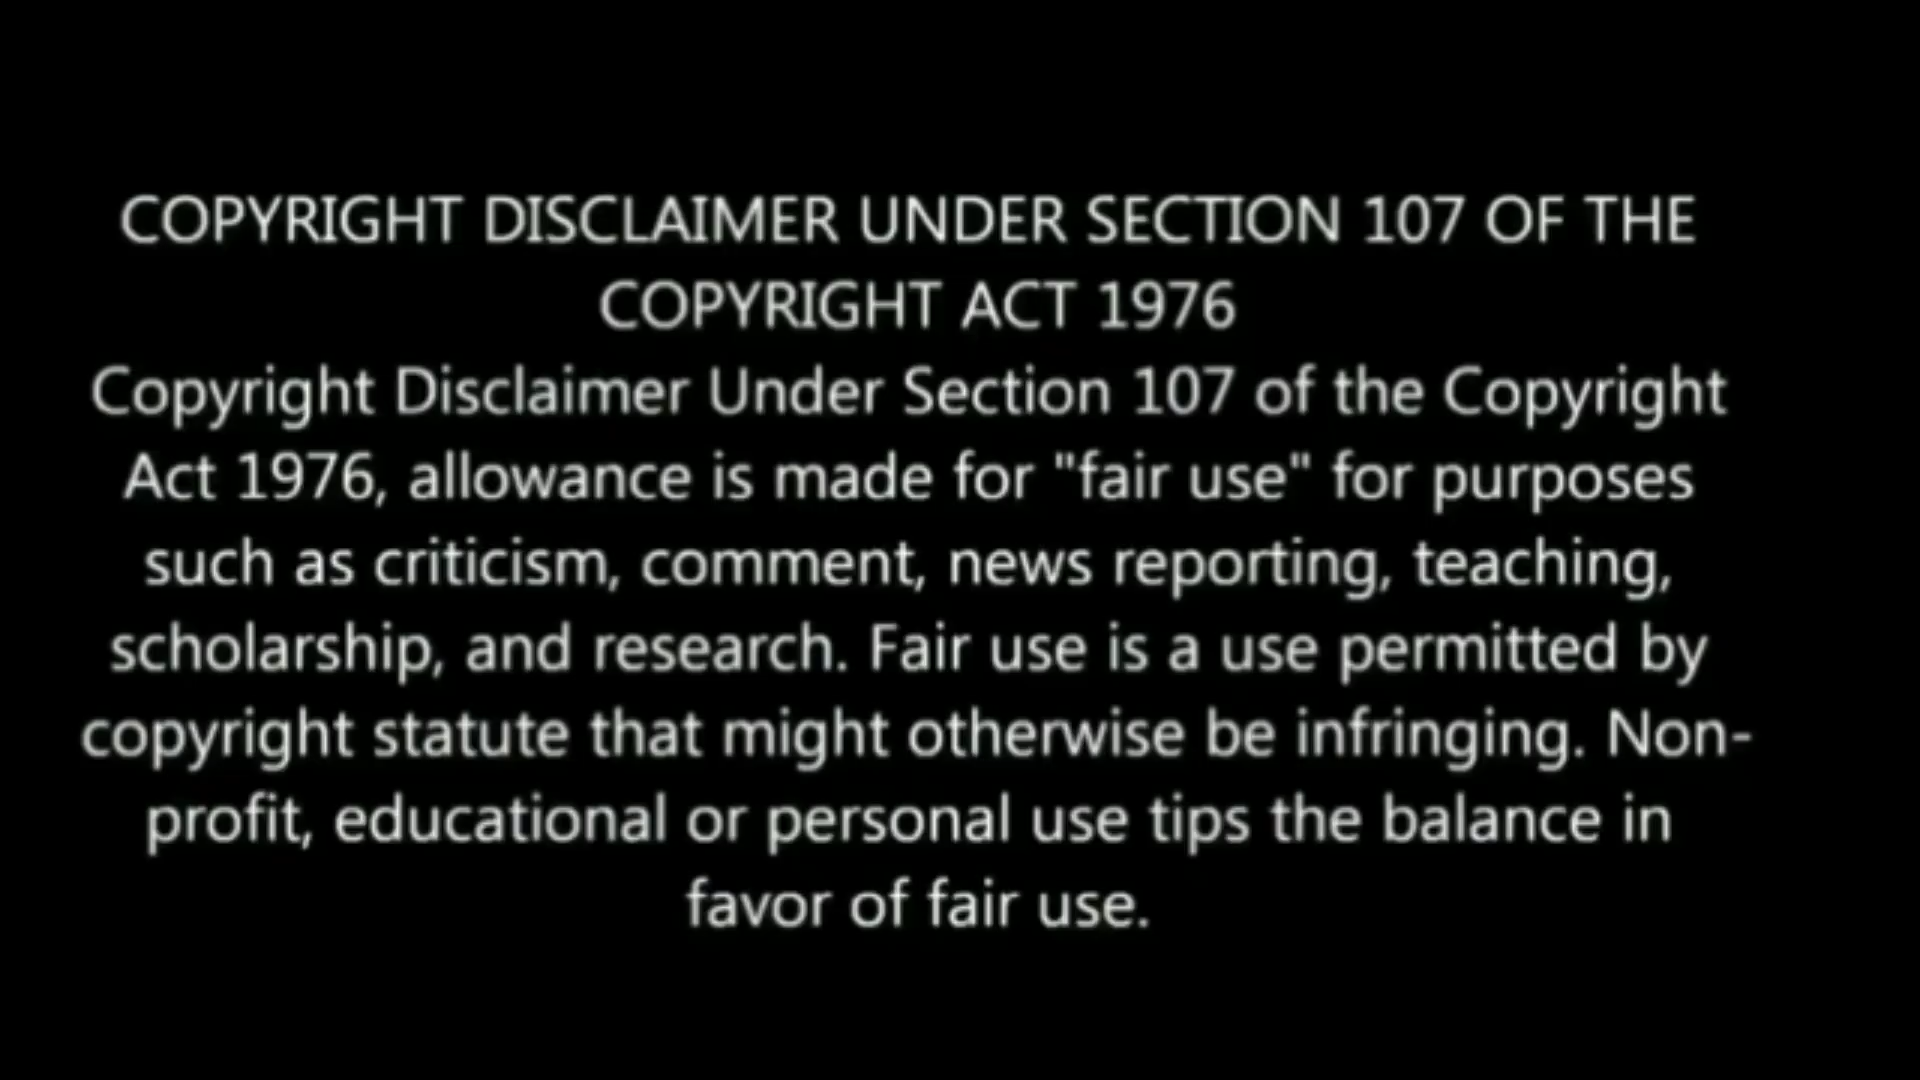 COPYRIGHT DISCLAIMER UNDER SECTION 107 OF THE
COPYRIGHT ACT 1976
Copyright Disclaimer Under Section 107 of the Copyright
Act 1976, allowance is made for "fair use" for purposes
such as criticism, comment, news reporting, teaching,
scholarship, and research. Fair use is a use permitted by
copyright statute that might otherwise be infringing. Non-
profit, educational or personal use tips the balance in
favor of fair use.